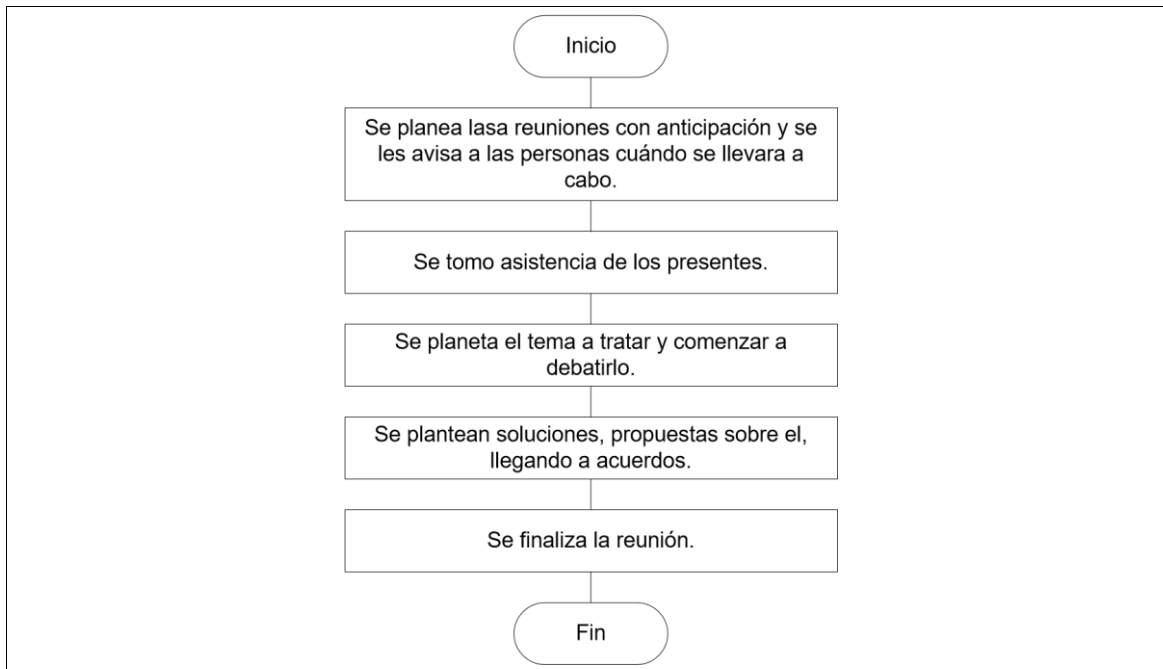 Inicio
Se planea lasa reuniones con anticipación y se
les avisa a las personas cuándo se llevara a
cabo.
Se tomo asistencia de los presentes.
Se planeta el tema a tratar y comenzar a
debatirlo.
Se plantean soluciones, propuestas sobre el,
llegando a acuerdos.
Se finaliza la reunión.
Fin